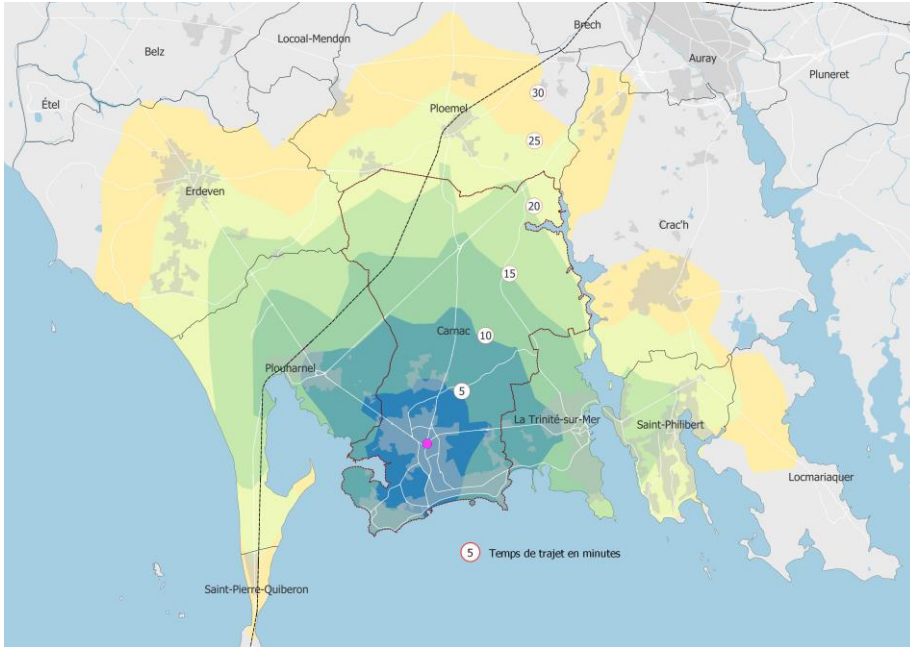 Brech
Locoal-Mendon
Belz
Auray
Pluneret
Étel
30
Ploemel
25
Erdeven
20
Crac'h
15
Carnac
10
Plouharnel
5
La Trinité-sur-Mer
Saint-Philibert
Locmariaquer
5 Temps de trajet en minutes
Saint-Pierre-Quiberon